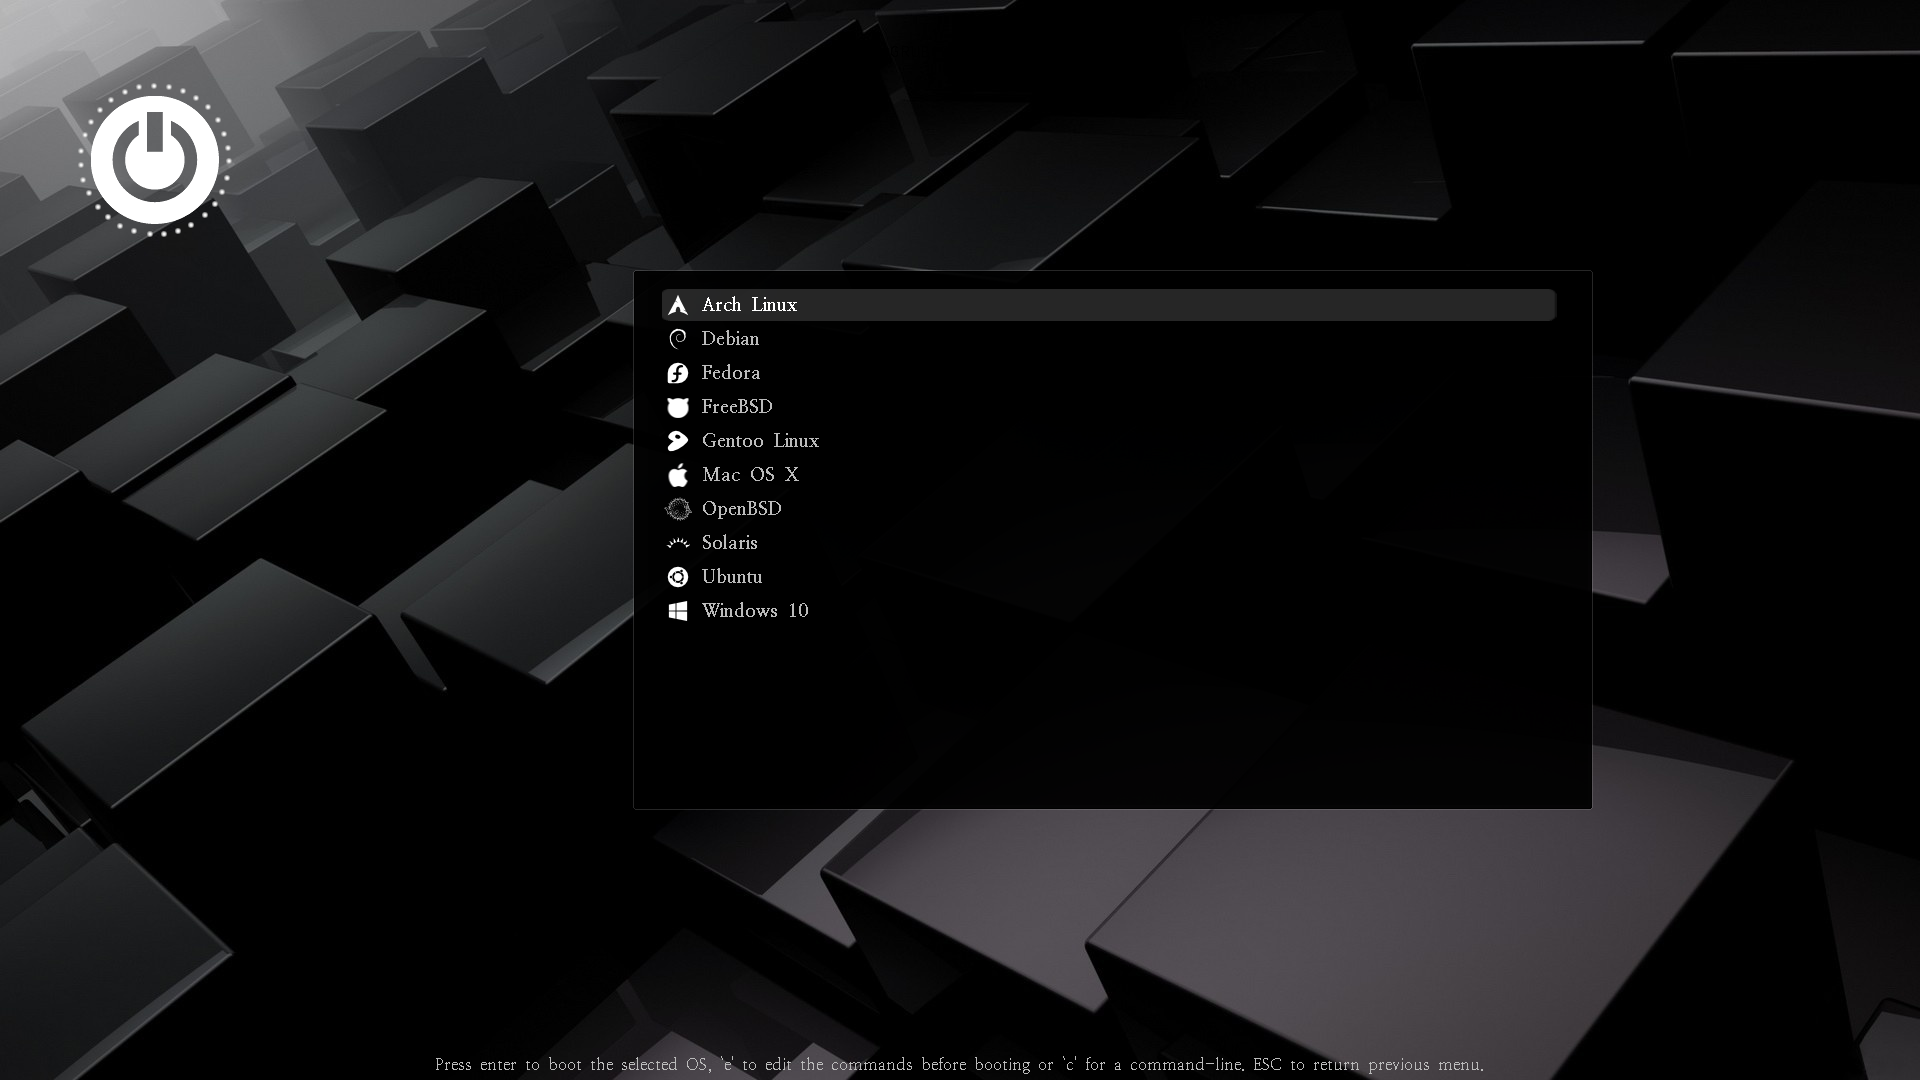 Arch Linux
Debian
Fedora
FreeBSD
Gentoo Linux
Mac OS X
OpenBSD
Solaris
Ubuntu
Windows 10
Press enter to boot the selected OS, `e' to edit the commands before booting or `c' for a command-line. ESC to return previous menu.